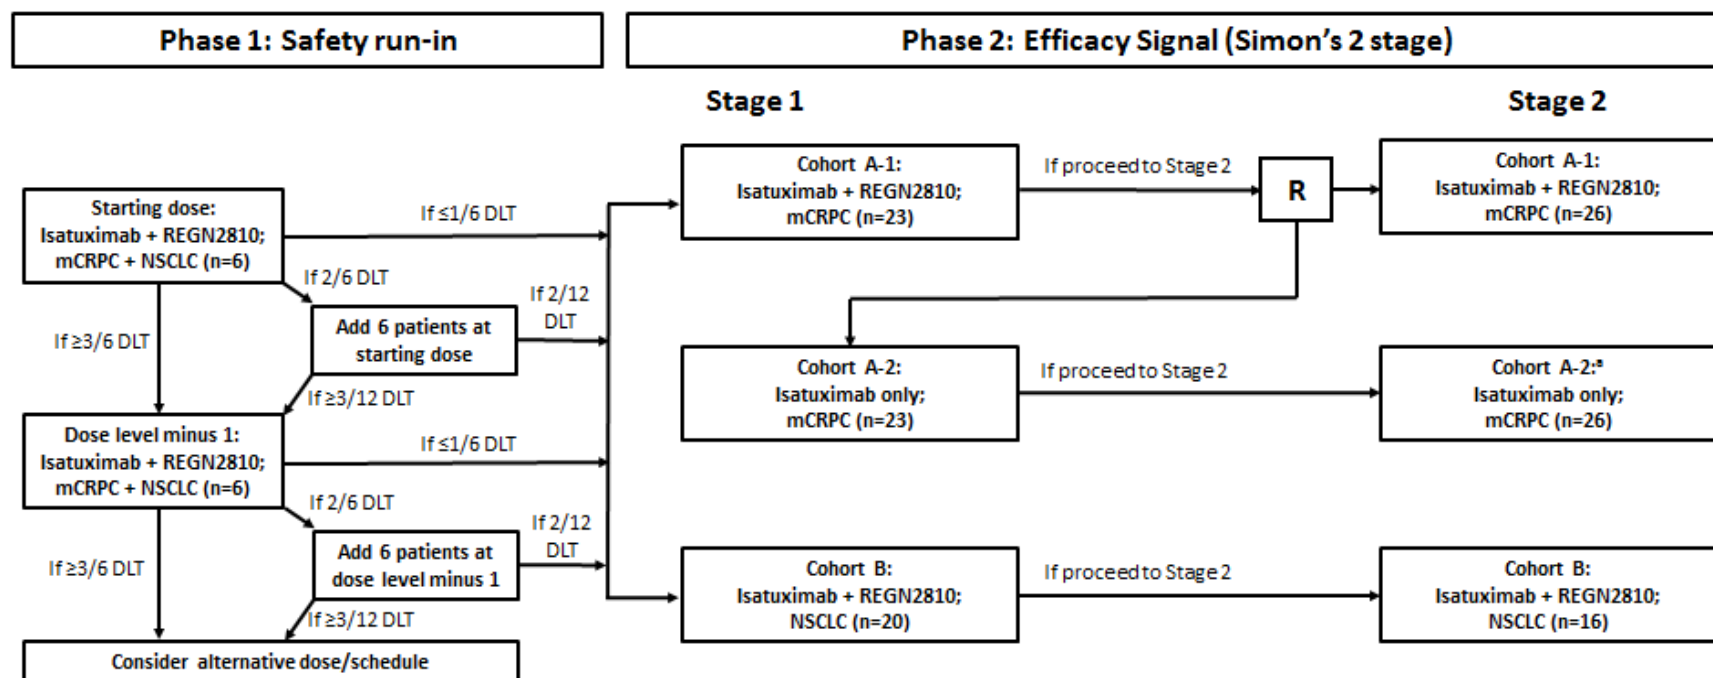 Phase 1: Safety run-in
Phase 2: Efficacy Signal (Simon's 2 stage)
Stage 1
Stage 2
Starting dose:
Isatuximab + REGN2810;
mCRPC + NSCLC (n=6)
If ≤1/6 DLT
If 2/6 DLT
If ≥3/6 DLT
Add 6 patients at
starting dose
If 2/12
DLT
If ≥3/12 DLT
Dose level minus 1:
Isatuximab + REGN2810;
mCRPC + NSCLC (n=6)
If ≤1/6 DLT
If 2/6 DLT
If ≥3/6 DLT
Add 6 patients at
dose level minus 1
If 2/12
DLT
If ≥3/12 DLT
Consider alternative dose/schedule
Cohort A-1:
Isatuximab + REGN2810;
mCRPC (n=23)
If proceed to Stage 2
R
Cohort A-1:
Isatuximab + REGN2810;
mCRPC (n=26)
Cohort A-2:
Isatuximab only;
mCRPC (n=23)
If proceed to Stage 2
Cohort A-2:ª
Isatuximab only;
mCRPC (n=26)
Cohort B:
Isatuximab + REGN2810;
NSCLC (n=20)
If proceed to Stage 2
Cohort B:
Isatuximab + REGN2810;
NSCLC (n=16)